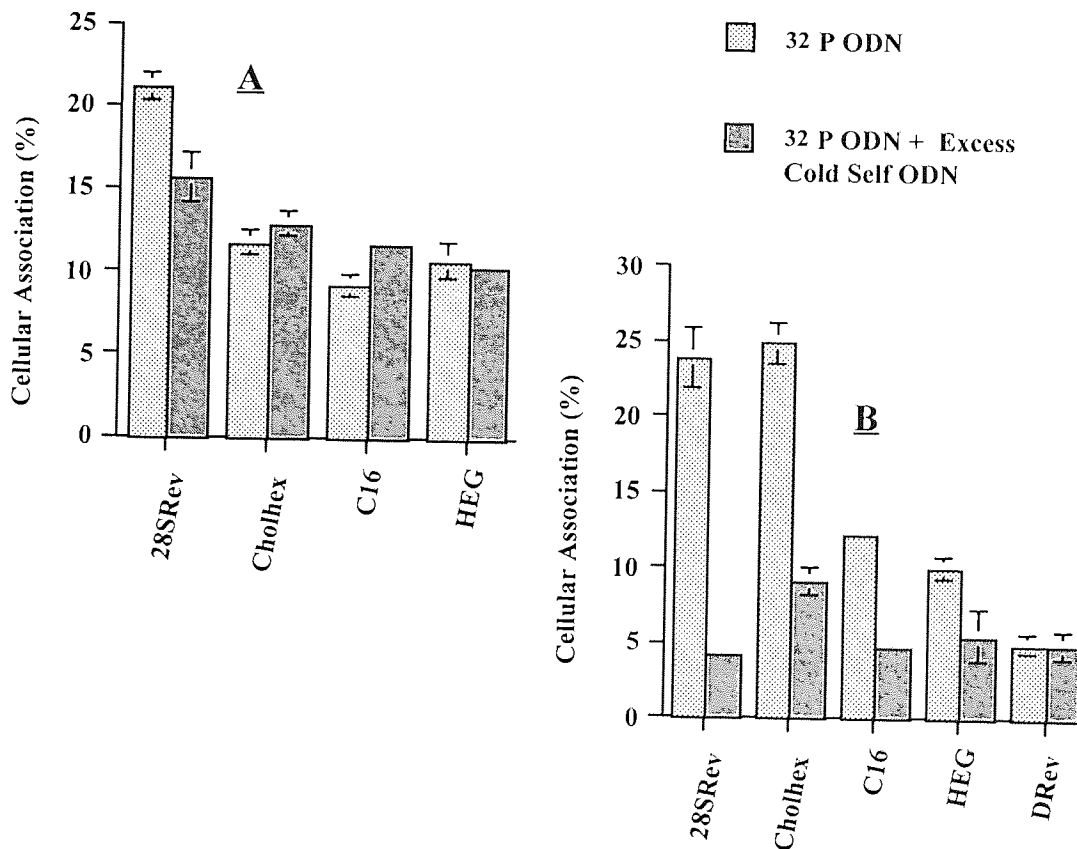 32 P ODN
32 P ODN + Excess
Cold Self ODN
A
Cellular Association (%)
25
20
15
10
5
0
28SRev
Cholhex
C16
HEG
B
Cellular Association (%)
30
25
20
15
10
5
0
28SRev
Cholhex
C16
HEG
DRev